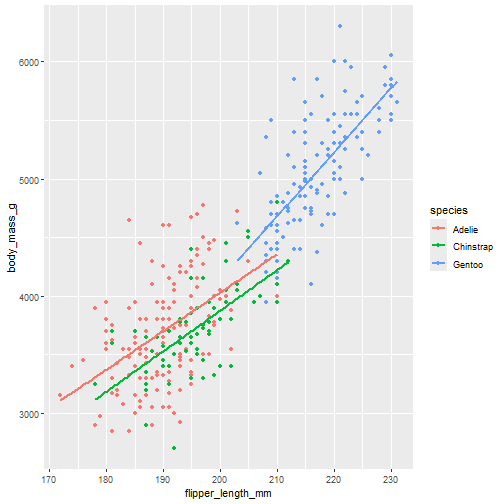 6000
5000
4000
3000
170
180
190
200
210
220
230
flipper_length_mm
body_mass_g
species
Adelie
Chinstrap
Gentoo